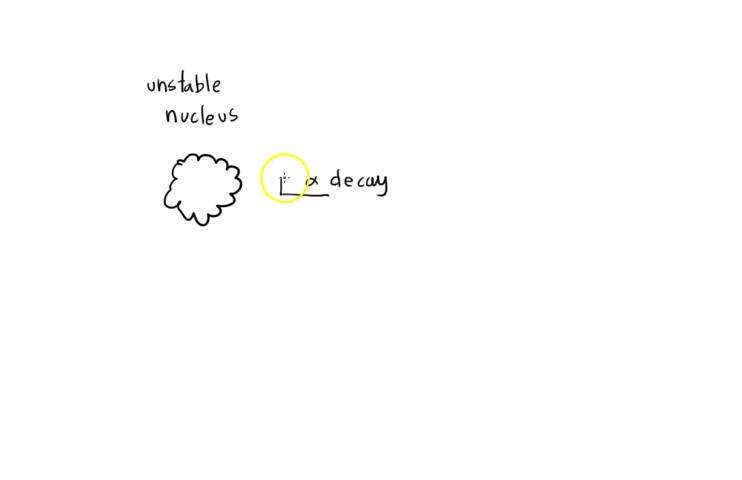 unstable
nucleus
α decay